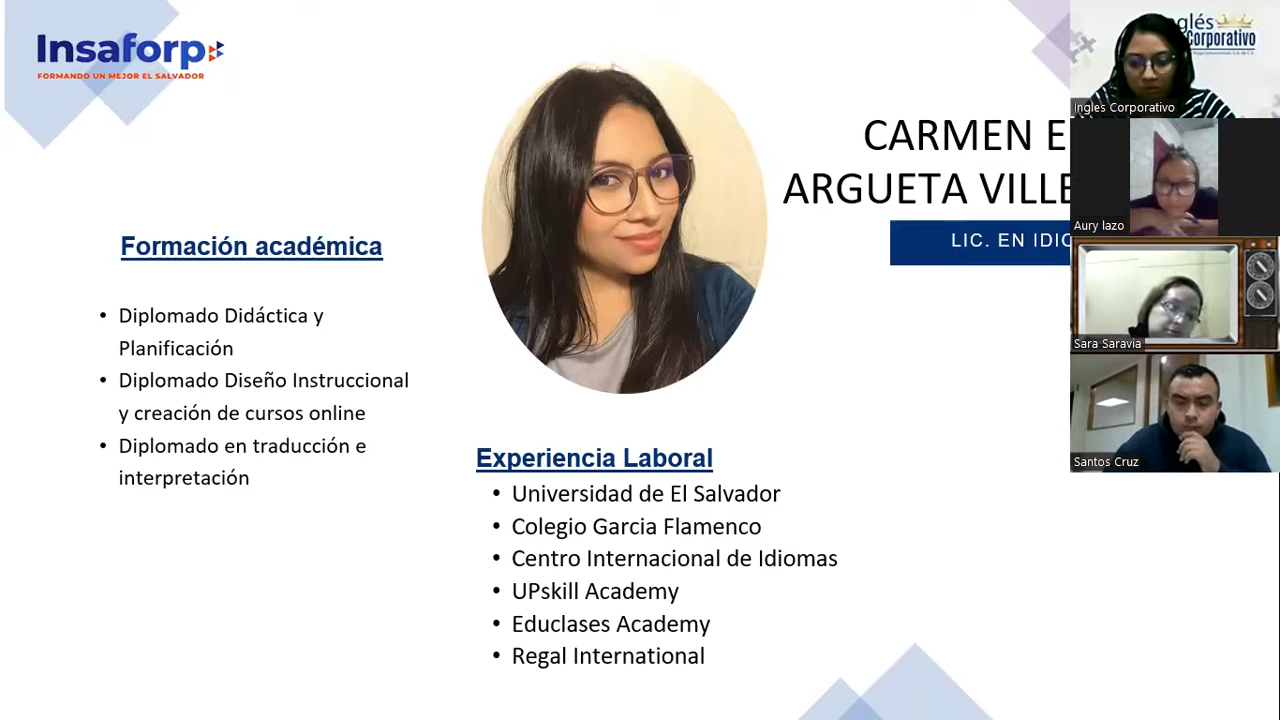 Insaforp
FORMANDO UN MEJOR EL SALVADOR
CARMEN E
ARGUETA VILLE
LIC. EN IDIO
Formación académica
• Diplomado Didáctica y
Planificación
• Diplomado Diseño Instruccional
y creación de cursos online
• Diplomado en traducción e
interpretación
Experiencia Laboral
• Universidad de El Salvador
• Colegio Garcia Flamenco
• Centro Internacional de Idiomas
• UPskill Academy
• Educlases Academy
• Regal International
nglés
Corporativo
Ingles Corporativo
Aury lazo
Sara Saravia
Santos Cruz